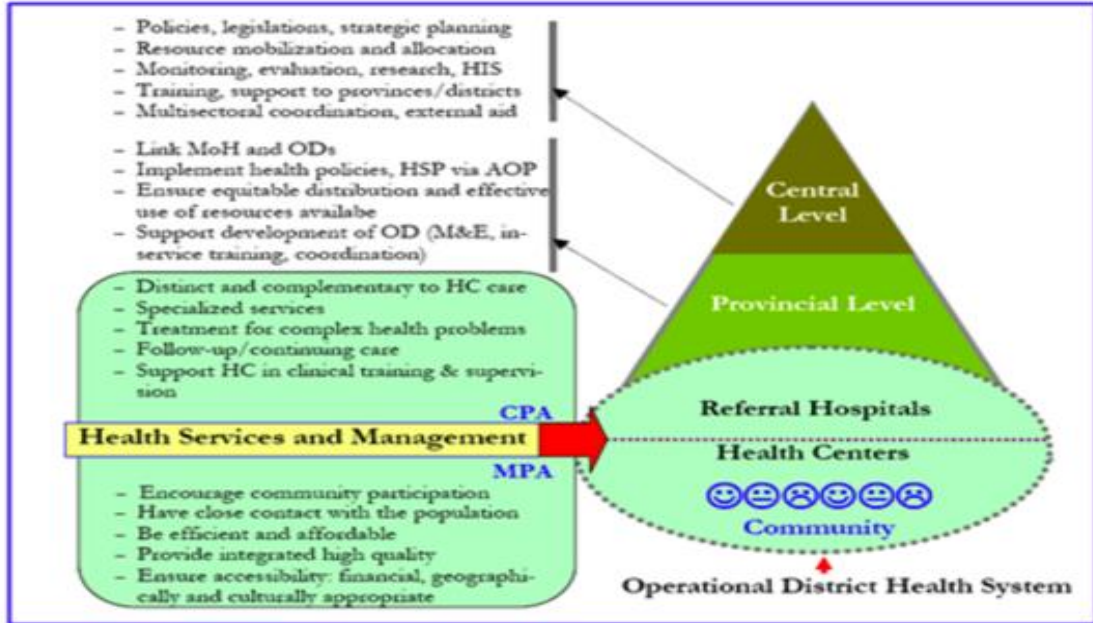 – Policies, legislations, strategic planning
– Resource mobilization and allocation
– Monitoring, evaluation, research, HIS
– Training, support to provinces/districts
– Multisectoral coordination, external aid
– Link MoH and ODs
– Implement health policies, HSP via AOP
– Ensure equitable distribution and effective
use of resources availabe
– Support development of OD (M&E, in-
service training, coordination)
– Distinct and complementary to HC care
– Specialized services
– Treatment for complex health problems
– Follow-up/continuing care
– Support HC in clinical training & supervi-
sion
CPA
Health Services and Management
MPA
– Encourage community participation
– Have close contact with the population
– Be efficient and affordable
– Provide integrated high quality
– Ensure accessibility: financial, geographi-
cally and culturally appropriate
Central
Level
Provincial Level
Referral Hospitals
Health Centers
Community
Operational District Health System